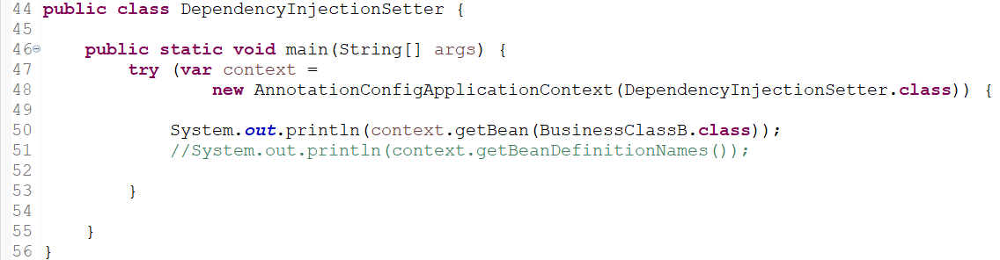 44 public class DependencyInjectionSetter {
45
46 public static void main(String[] args) {
47 try (var context =
48 new AnnotationConfigApplicationContext(DependencyInjectionSetter.class)) {
49
50 System.out.println(context.getBean(BusinessClassB.class));
51 //System.out.println(context.getBeanDefinitionNames());
52
53 }
54
55 }
56 }